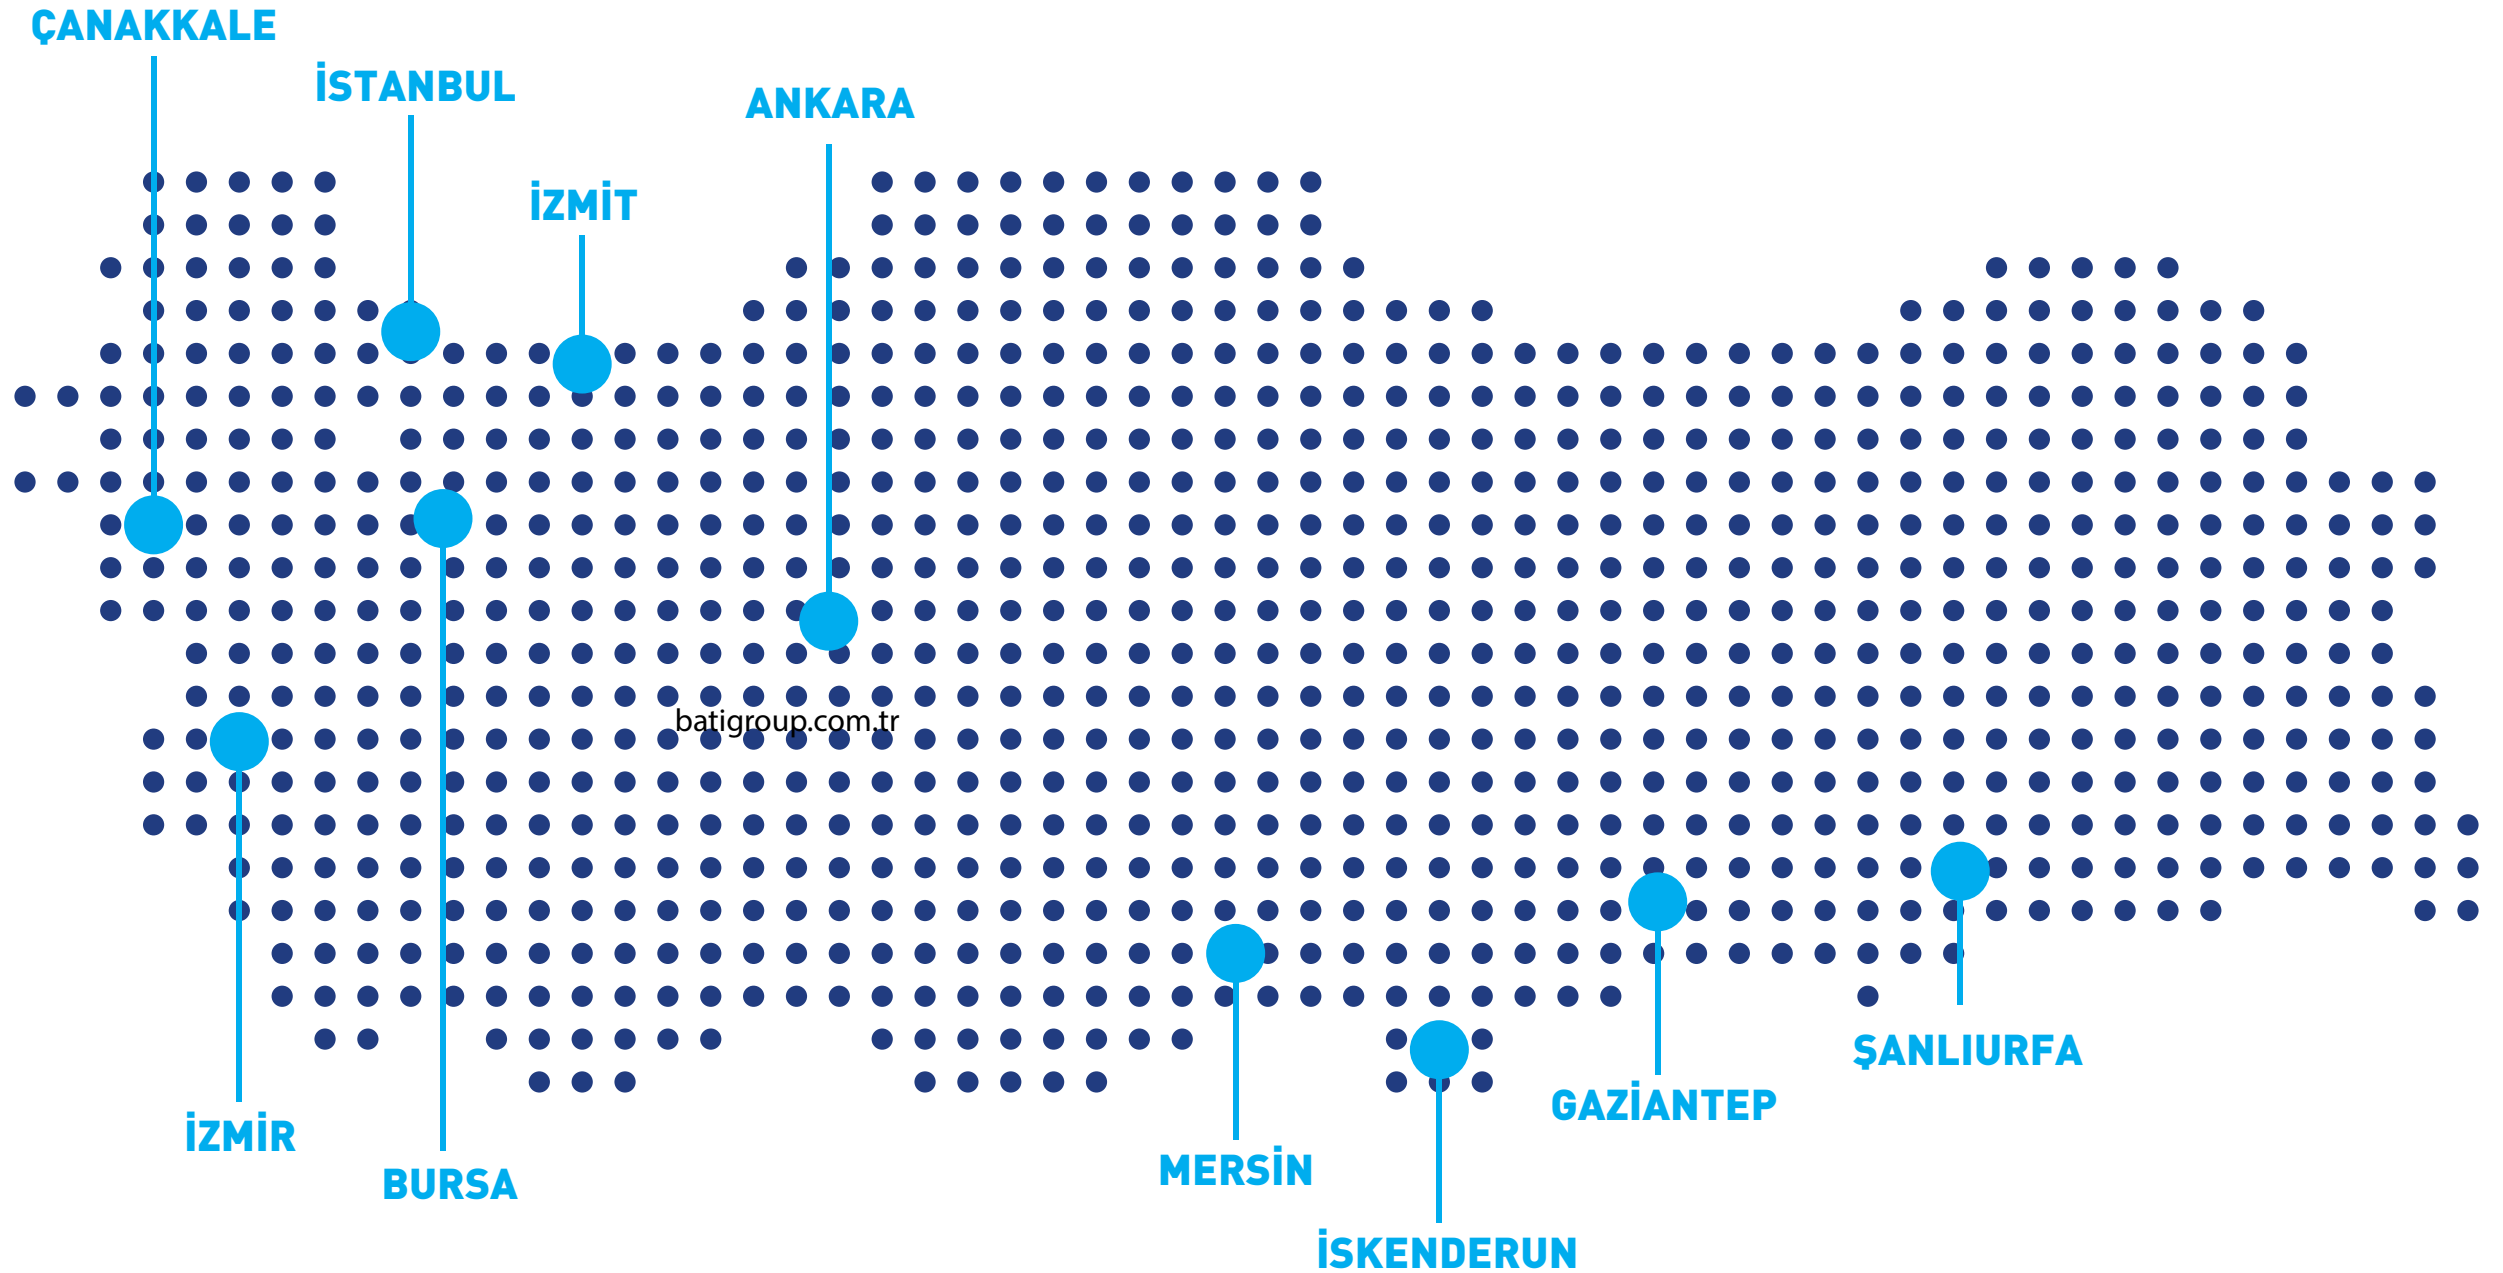 ÇANAKKALE
İSTANBUL
ANKARA
İZMİT
batigroup.com.tr
ŞANLIURFA
GAZİANTEP
İZMİR
MERSİN
BURSA
İSKENDERUN